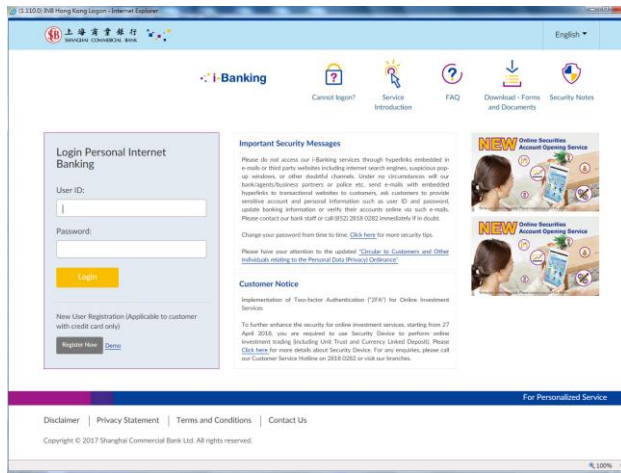 (1.110.0) INB Hong Kong Logon - Internet Explorer
上海商業銀行
SHANGHAI COMMERCIAL BANK
English
i-Banking
Cannot logon?
Service
Introduction
FAQ
Download - Forms
and Documents
Security Notes
Login Personal Internet
Banking
User ID:
Password:
Login
New User Registration (Applicable to customer
with credit card only)
Register Now Demo
Important Security Messages
Please do not access our i-Banking services through hyperlinks embedded in
e-mails or third party websites including internet search engines, suspicious pop-
up windows, or other doubtful channels. Under no circumstances will our
bank/agents/business partners, or police etc. send e-mails with embedded
hyperlinks to transactional websites to customers, ask customers to provide
sensitive account and personal information such as user ID and password,
update banking information or verify their accounts online via such e-mails.
Please contact our bank staff or call (852) 2818 0282 immediately if in doubt.
Change your password from time to time. Click here for more security tips.
Please have your attention to the updated "Circular to Customers and Other
Individuals relating to the Personal Data (Privacy) Ordinance"
Customer Notice
Implementation of Two-factor Authentication ("2FA") for Online Investment
Services
To further enhance the security for online investment services, starting from 27
April 2018, you are required to use Security Device to perform online
investment trading (including Unit Trust and Currency Linked Deposit). Please
Click here for more details about Security Device. For any enquiries, please call
our Customer Service Hotline on 2818 0282 or visit our branches.
NEW Online Securities
Account Opening Service
NEW Online Securities
Account Opening Service
For Personalized Service
Disclaimer | Privacy Statement | Terms and Conditions | Contact Us
Copyright © 2017 Shanghai Commercial Bank Ltd. All rights reserved.
100%